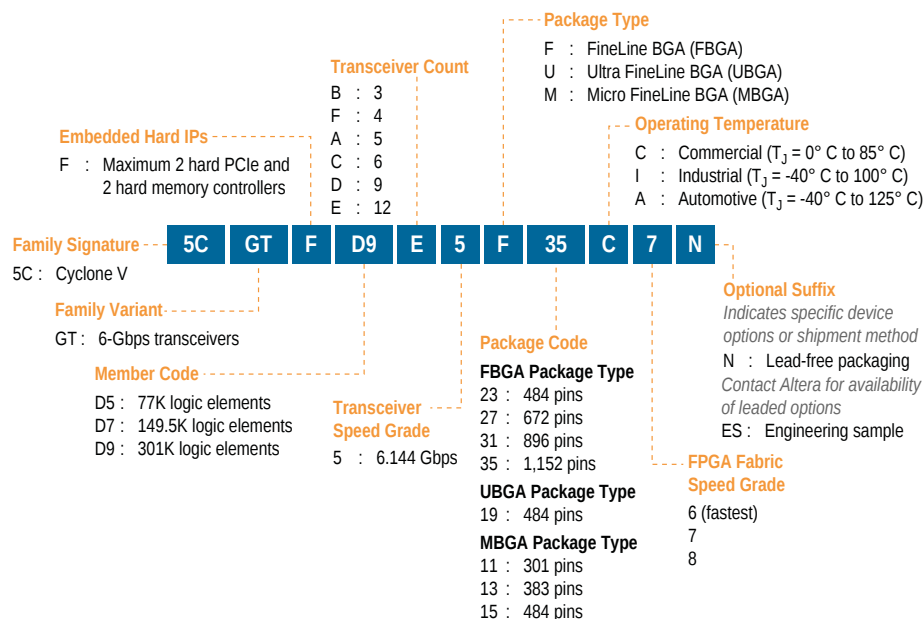 Package Type
F : FineLine BGA (FBGA)
U : Ultra FineLine BGA (UBGA)
M : Micro FineLine BGA (MBGA)
Transceiver Count
B : 3
F : 4
A : 5
C : 6
D : 9
E : 12
Embedded Hard IPs
F : Maximum 2 hard PCIe and
2 hard memory controllers
Operating Temperature
C : Commercial (TJ = 0° C to 85° C)
I : Industrial (TJ = -40° C to 100° C)
A : Automotive (TJ = -40° C to 125° C)
5C GT F D9 E 5 F 35 C 7 N
Family Signature
5C : Cyclone V
Family Variant
GT : 6-Gbps transceivers
Member Code
D5 : 77K logic elements
D7 : 149.5K logic elements
D9 : 301K logic elements
Transceiver
Speed Grade
5 : 6.144 Gbps
Package Code
FBGA Package Type
23 : 484 pins
27 : 672 pins
31 : 896 pins
35 : 1,152 pins
UBGA Package Type
19 : 484 pins
MBGA Package Type
11 : 301 pins
13 : 383 pins
15 : 484 pins
FPGA Fabric
Speed Grade
6 (fastest)
7
8
Optional Suffix
Indicates specific device
options or shipment method
N : Lead-free packaging
Contact Altera for availability
of leaded options
ES : Engineering sample